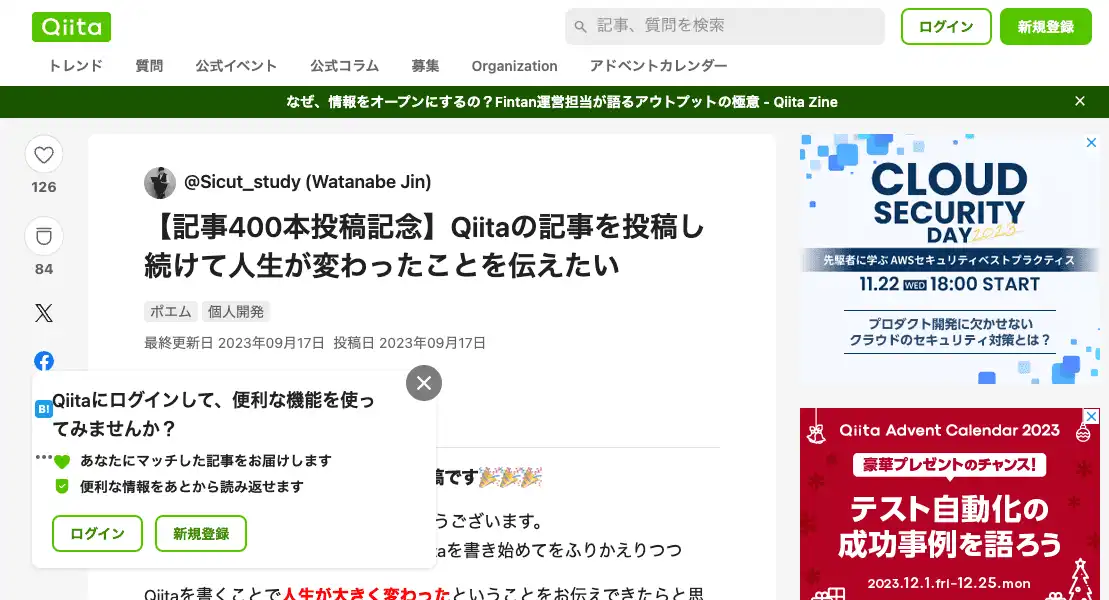 Qiita
記事、質問を検索
ログイン
新規登録
トレンド
質問
公式イベント
公式コラム
募集
Organization
アドベントカレンダー
なぜ、情報をオープンにするの？Fintan運営担当が語るアウトプットの極意 - Qiita Zine
126
84
@Sicut_study (Watanabe Jin)
【記事400本投稿記念】Qiitaの記事を投稿し
続けて人生が変わったことを伝えたい
ポエム
個人開発
最終更新日 2023年09月17日 投稿日 2023年09月17日
B!
Qiitaにログインして、便利な機能を使っ
てみませんか？
あなたにマッチした記事をお届けします
便利な情報をあとから読み返せます
ログイン
新規登録
稿です🎉🎉🎉
うございます。
taを書き始めてをふりかえりつつ
Qiitaを書くことで人生が大きく変わったということをお伝えできたらと思
CLOUD
SECURITY
DAY 2023
先駆者に学ぶ AWSセキュリティベストプラクティス
11.22 WED 18:00 START
プロダクト開発に欠かせない
クラウドのセキュリティ対策とは？
Qiita Advent Calendar 2023
豪華プレゼントのチャンス!
テスト自動化の
成功事例を語ろう
2023.12.1.fri-12.25.mon